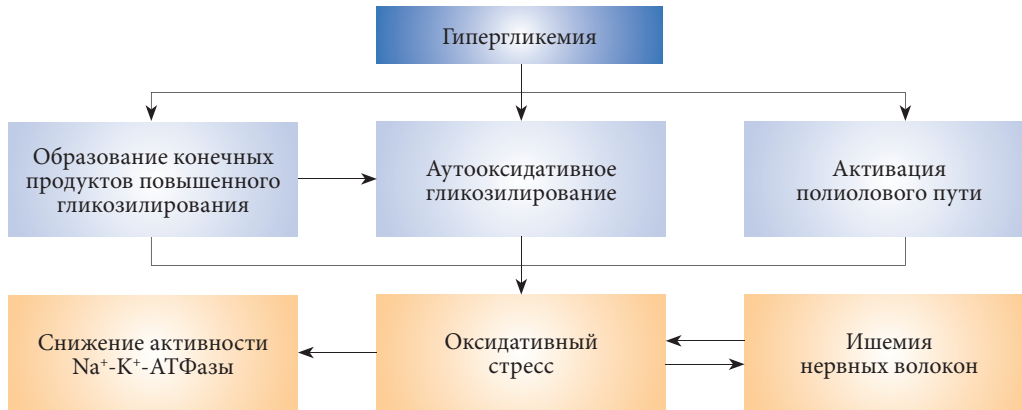 Гипергликемия
Образование конечных
продуктов повышенного
гликозилирования
Аутооксидативное
гликозилирование
Активация
полиолового пути
Снижение активности
Na⁺-K⁺-АТФазы
Оксидативный
стресс
Ишемия
нервных волокон